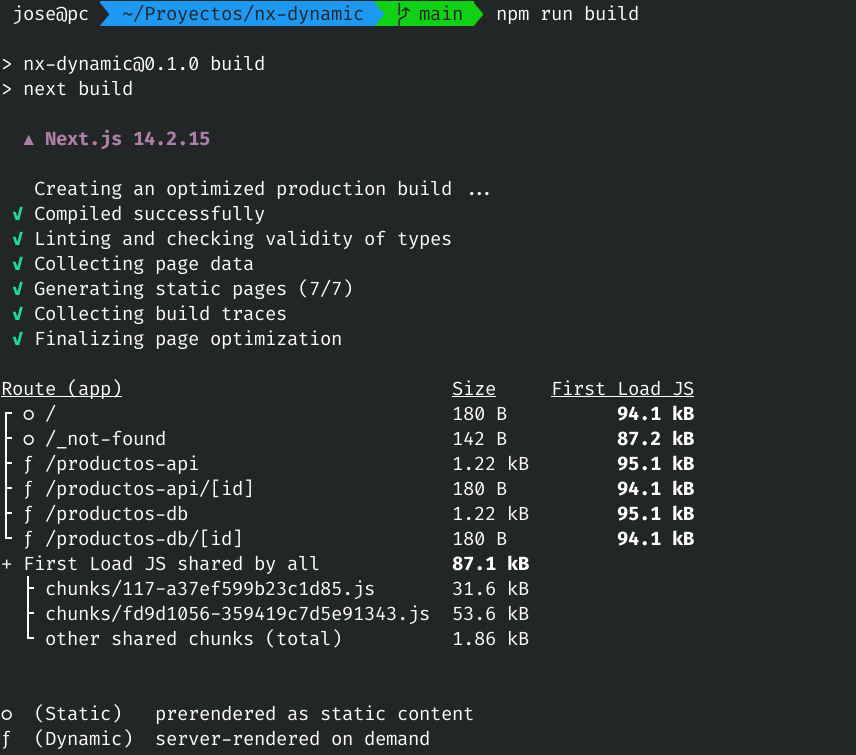 jose@pc ~/Proyectos/nx-dynamic main npm run build
> nx-dynamic@0.1.0 build
> next build
▲ Next.js 14.2.15
Creating an optimized production build ...
✓ Compiled successfully
✓ Linting and checking validity of types
✓ Collecting page data
✓ Generating static pages (7/7)
✓ Collecting build traces
✓ Finalizing page optimization
Route (app) Size First Load JS
┌ ○ / 180 B 94.1 kB
├ ○ /_not-found 142 B 87.2 kB
├ ƒ /productos-api 1.22 kB 95.1 kB
├ ƒ /productos-api/[id] 180 B 94.1 kB
├ ƒ /productos-db 1.22 kB 95.1 kB
└ ƒ /productos-db/[id] 180 B 94.1 kB
+ First Load JS shared by all 87.1 kB
├ chunks/117-a37ef599b23c1d85.js 31.6 kB
├ chunks/fd9d1056-359419c7d5e91343.js 53.6 kB
└ other shared chunks (total) 1.86 kB
○ (Static) prerendered as static content
ƒ (Dynamic) server-rendered on demand